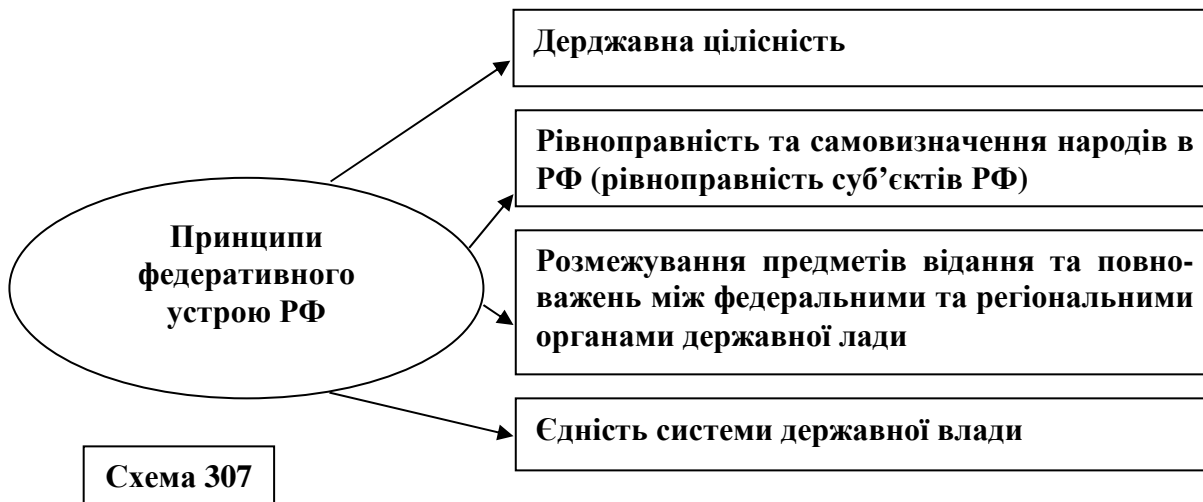 Дерджавна цілісність
Рівноправність та самовизначення народів в
РФ (рівноправність суб’єктів РФ)
Принципи
федеративного
устрою РФ
Розмежування предметів відання та повно-
важень між федеральними та регіональними
органами державної лади
Єдність системи державної влади
Схема 307